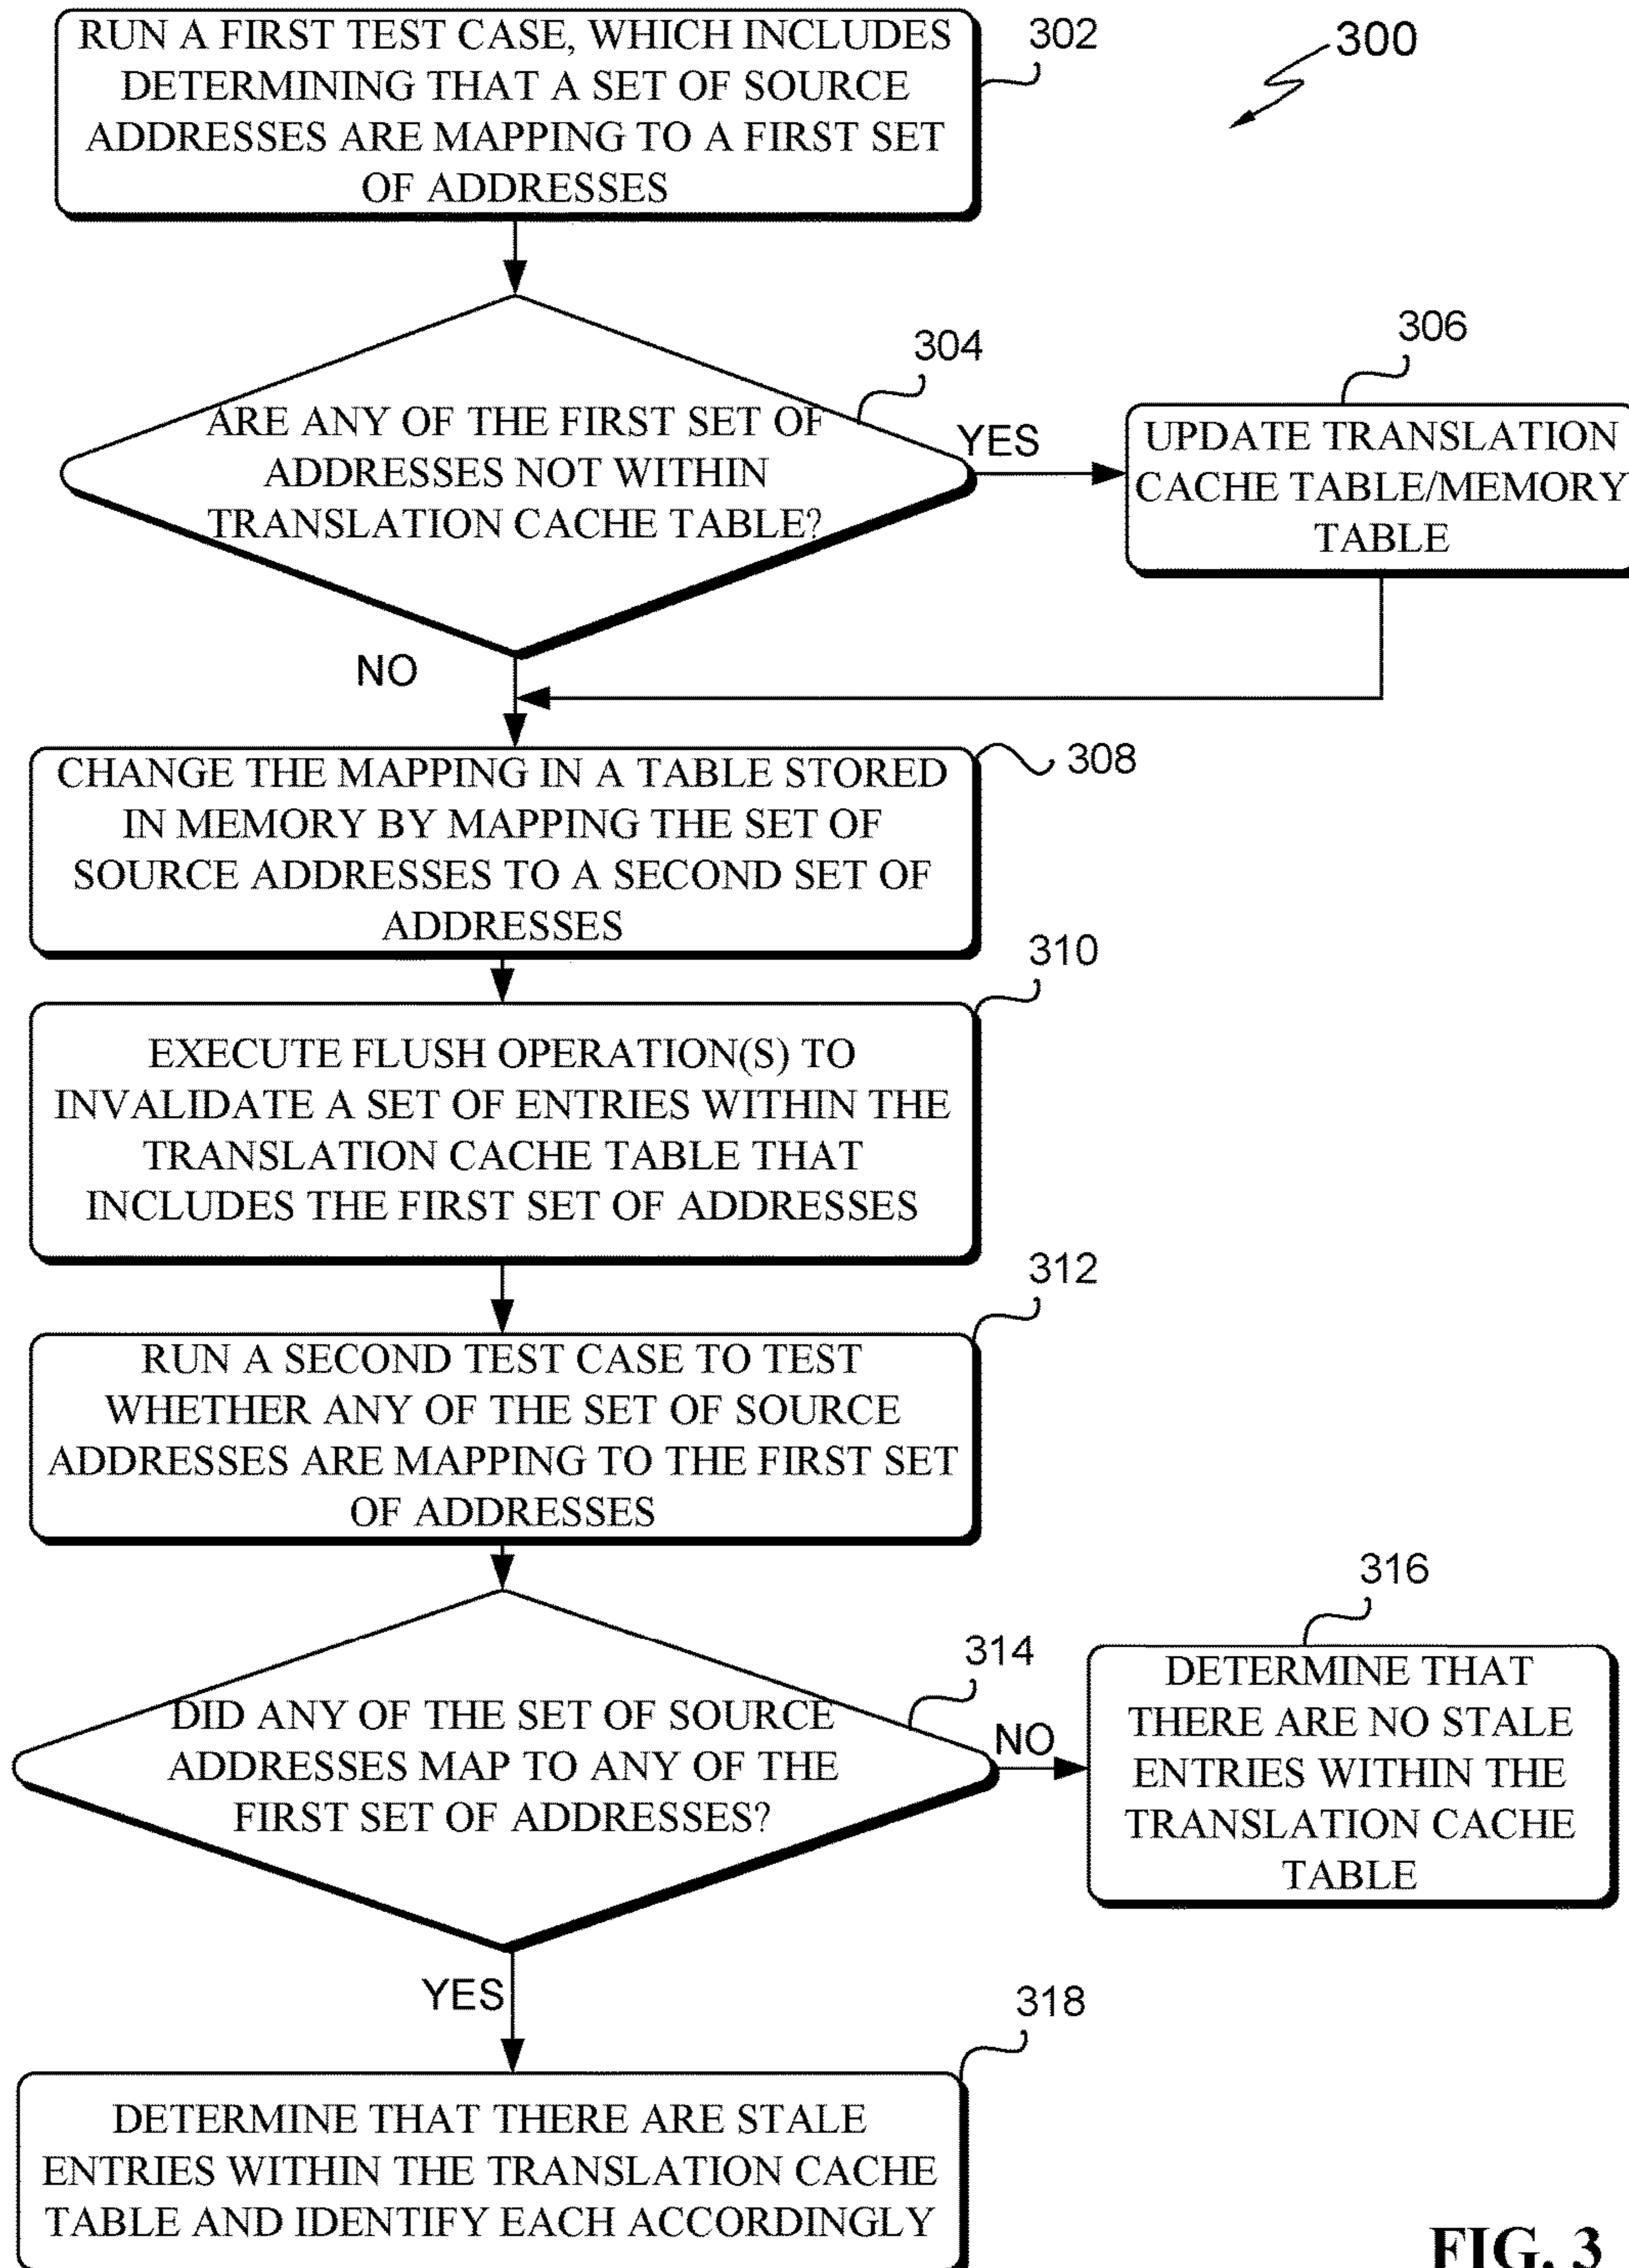 RUN A FIRST TEST CASE, WHICH INCLUDES
DETERMINING THAT A SET OF SOURCE
ADDRESSES ARE MAPPING TO A FIRST SET
OF ADDRESSES
302
300
ARE ANY OF THE FIRST SET OF
ADDRESSES NOT WITHIN
TRANSLATION CACHE TABLE?
304
YES
306
UPDATE TRANSLATION
CACHE TABLE/MEMORY
TABLE
NO
CHANGE THE MAPPING IN A TABLE STORED
IN MEMORY BY MAPPING THE SET OF
SOURCE ADDRESSES TO A SECOND SET OF
ADDRESSES
308
310
EXECUTE FLUSH OPERATION(S) TO
INVALIDATE A SET OF ENTRIES WITHIN THE
TRANSLATION CACHE TABLE THAT
INCLUDES THE FIRST SET OF ADDRESSES
312
RUN A SECOND TEST CASE TO TEST
WHETHER ANY OF THE SET OF SOURCE
ADDRESSES ARE MAPPING TO THE FIRST SET
OF ADDRESSES
314
DID ANY OF THE SET OF SOURCE
ADDRESSES MAP TO ANY OF THE
FIRST SET OF ADDRESSES?
NO
316
DETERMINE THAT
THERE ARE NO STALE
ENTRIES WITHIN THE
TRANSLATION CACHE
TABLE
YES
318
DETERMINE THAT THERE ARE STALE
ENTRIES WITHIN THE TRANSLATION CACHE
TABLE AND IDENTIFY EACH ACCORDINGLY
FIG. 3